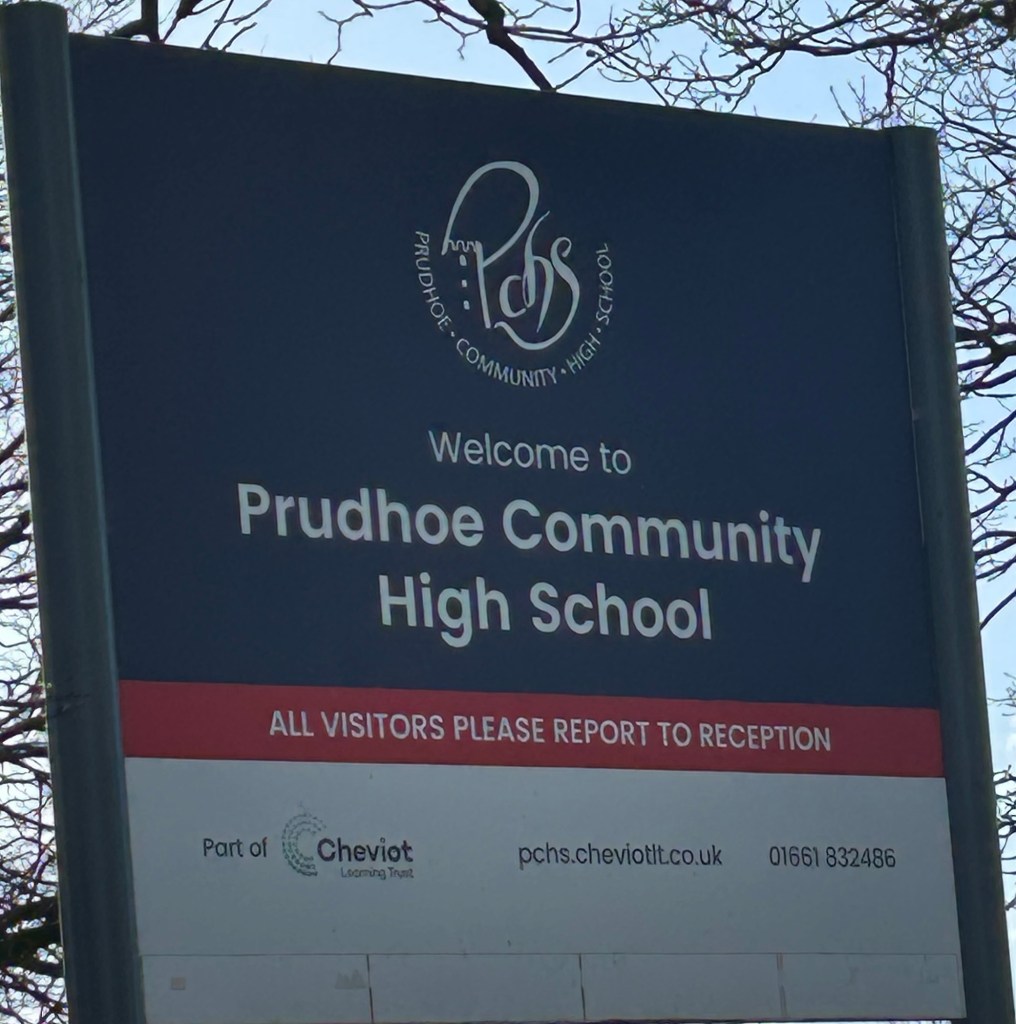 Pchs
PRUDHOE • COMMUNITY • HIGH • SCHOOL
Welcome to
Prudhoe Community
High School
ALL VISITORS PLEASE REPORT TO RECEPTION
Part of Cheviot
Learning Trust
pchs.cheviotlt.co.uk
01661 832486